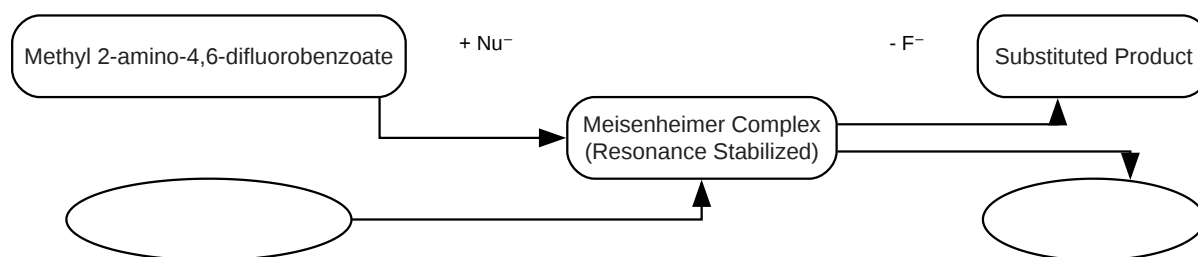 Methyl 2-amino-4,6-difluorobenzoate
+ Nu⁻
- F⁻
Substituted Product
Meisenheimer Complex
(Resonance Stabilized)